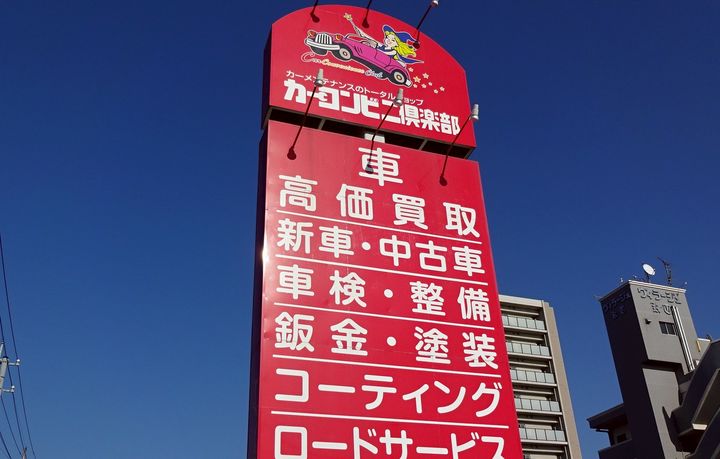 Car Convenience Club
カーメンテナンスのトータルショップ
カーコンビニ倶楽部
車
高価買取
新車・中古車
車検・整備
鈑金・塗装
コーティング
ロードサービス